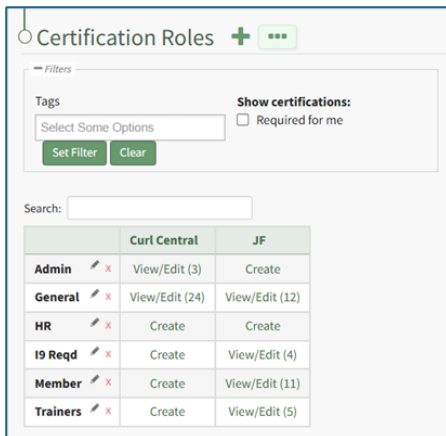 Certification Roles + •••
Filters
Tags
Show certifications:
Select Some Options
Required for me
Set Filter Clear
Search:
Curl Central JF
Admin x View/Edit (3) Create
General x View/Edit (24) View/Edit (12)
HR x Create Create
I9 Reqd x Create View/Edit (4)
Member x Create View/Edit (11)
Trainers x Create View/Edit (5)